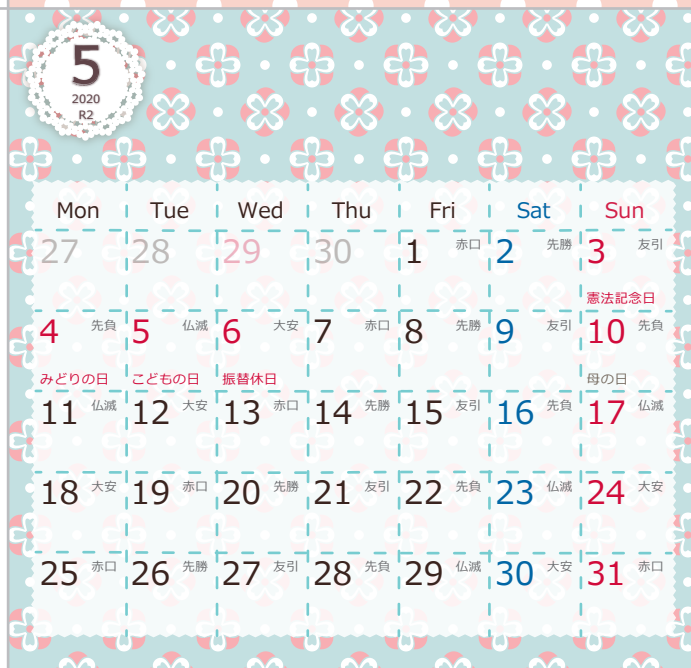 5
2020
R2
Mon Tue Wed Thu Fri Sat Sun
27 28 29 30 1 赤口 2 先勝 3 友引
憲法記念日
4 先負 5 仏滅 6 大安 7 赤口 8 先勝 9 友引 10 先負
みどりの日 こどもの日 振替休日 母の日
11 仏滅 12 大安 13 赤口 14 先勝 15 友引 16 先負 17 仏滅
18 大安 19 赤口 20 先勝 21 友引 22 先負 23 仏滅 24 大安
25 赤口 26 先勝 27 友引 28 先負 29 仏滅 30 大安 31 赤口